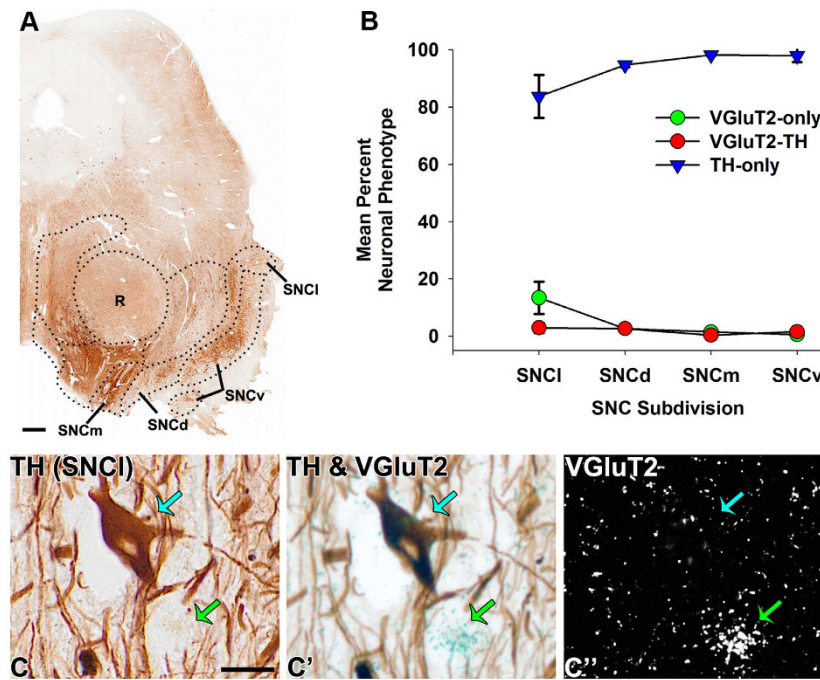 A
R
SNCl
SNCv
SNCd
SNCm
B
Mean Percent
Neuronal Phenotype
100
80
60
40
20
0
VGluT2-only
VGluT2-TH
TH-only
SNCl
SNCd
SNCm
SNCv
SNC Subdivision
TH (SNCl)
C
TH & VGluT2
C'
VGluT2
C''